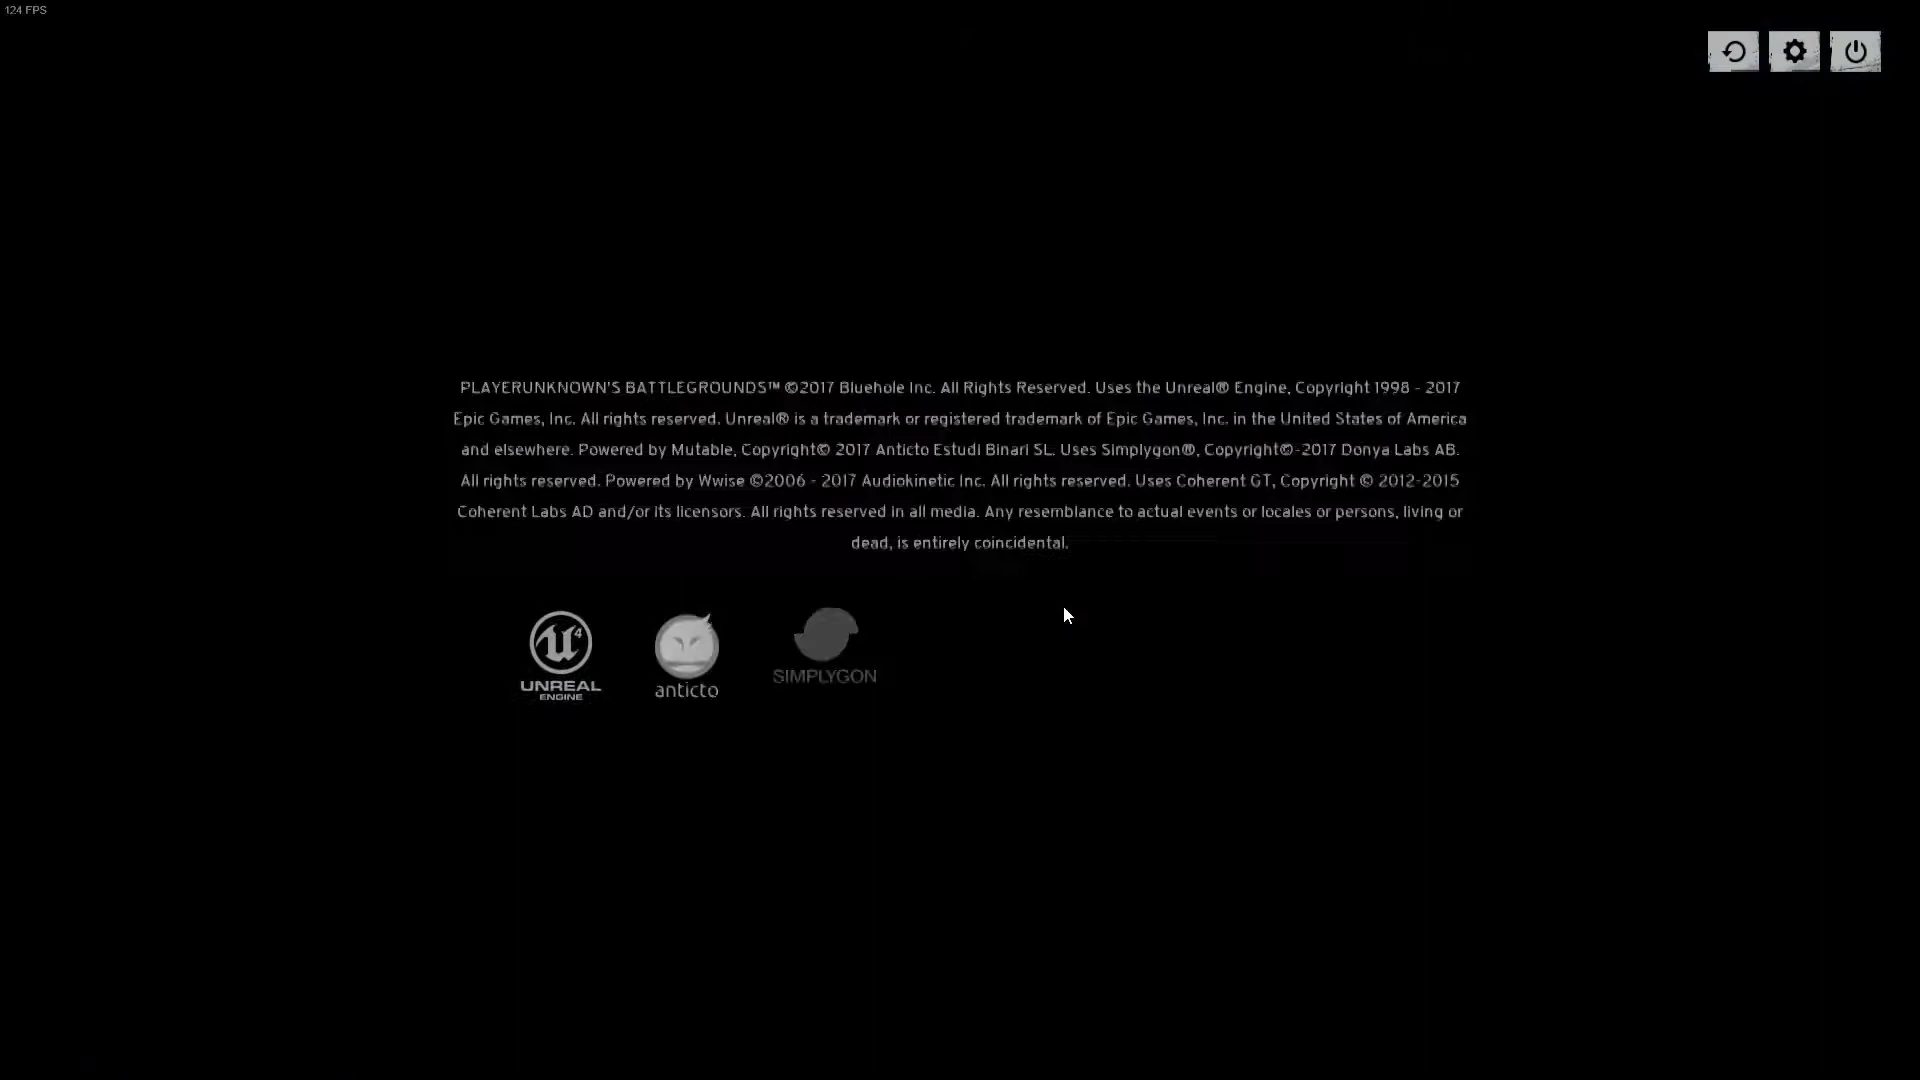 124 FPS
PLAYERUNKNOWN'S BATTLEGROUNDS™ ©2017 Bluehole Inc. All Rights Reserved. Uses the Unreal® Engine, Copyright 1998 - 2017
Epic Games, Inc. All rights reserved. Unreal® is a trademark or registered trademark of Epic Games, Inc. in the United States of America
and elsewhere. Powered by Mutable, Copyright© 2017 Anticto Estudi Binari SL. Uses Simplygon®, Copyright©-2017 Donya Labs AB.
All rights reserved. Powered by Wwise ©2006 - 2017 Audiokinetic Inc. All rights reserved. Uses Coherent GT, Copyright © 2012-2015
Coherent Labs AD and/or its licensors. All rights reserved in all media. Any resemblance to actual events or locales or persons, living or
dead, is entirely coincidental.
U4 UNREAL ENGINE
anticto
SIMPLYGON